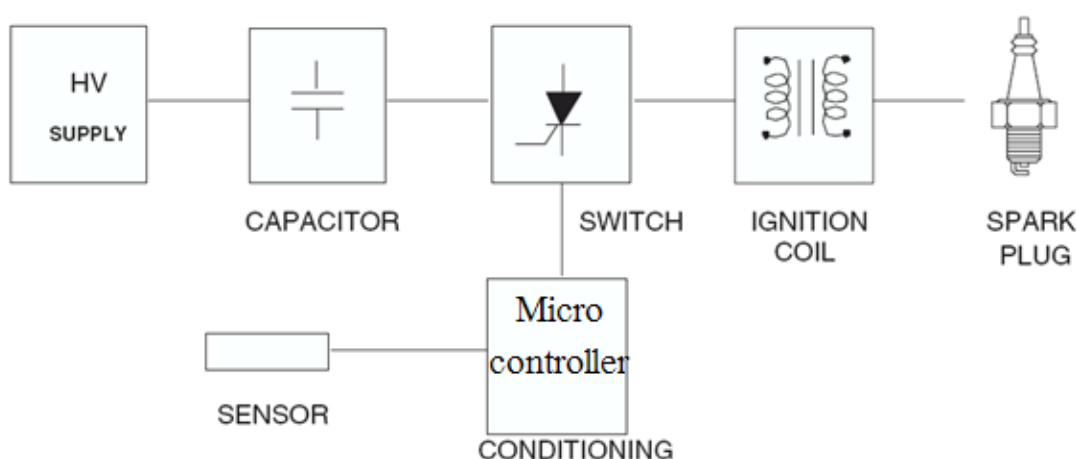 HV
SUPPLY
CAPACITOR
SWITCH
IGNITION
COIL
SPARK
PLUG
Micro
controller
SENSOR
CONDITIONING